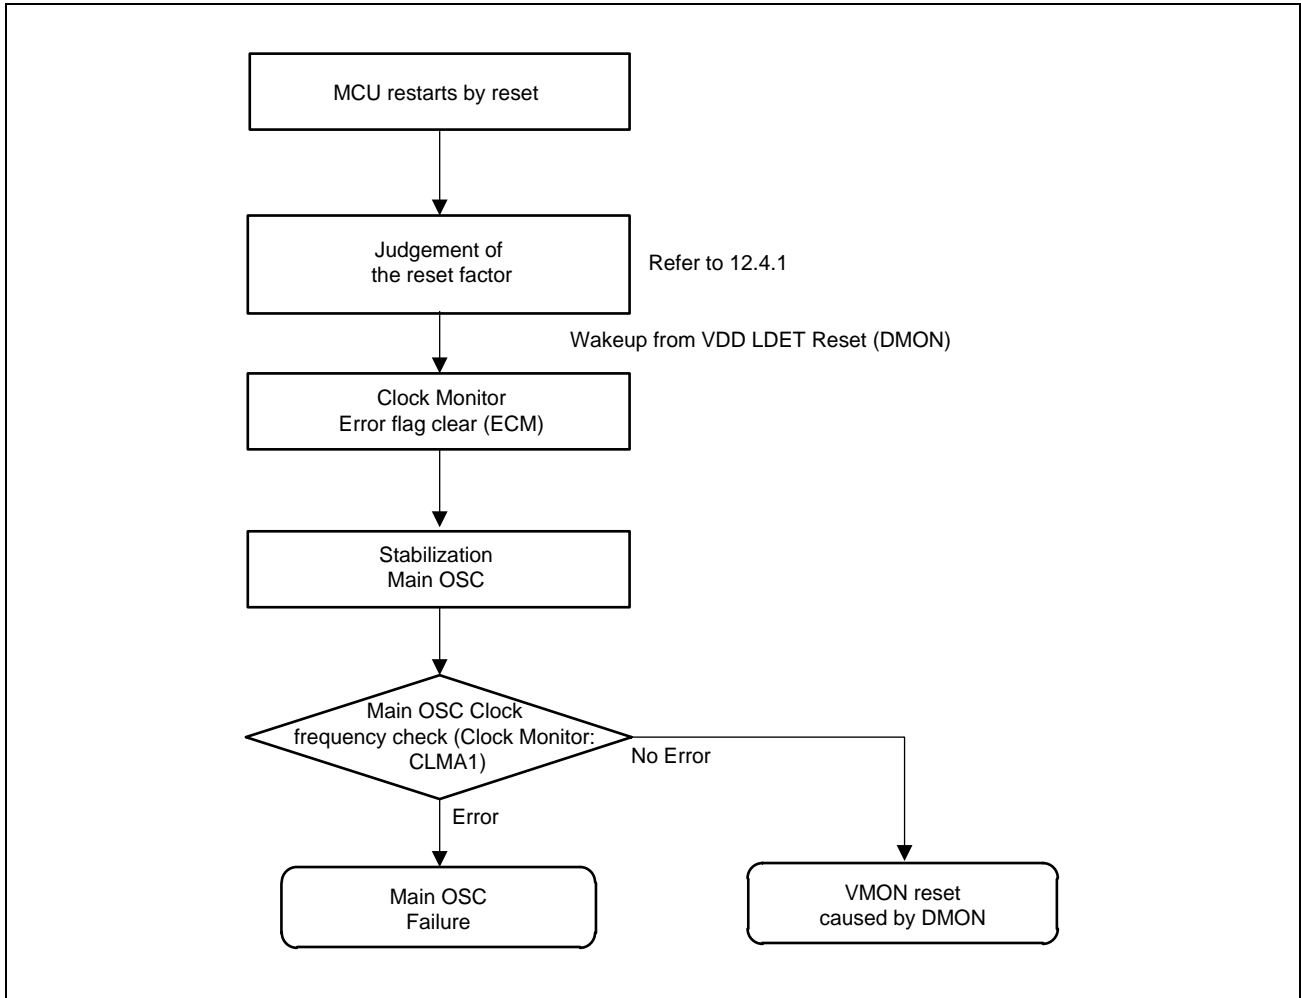 MCU restarts by reset
Judgement of
the reset factor
Refer to 12.4.1
Wakeup from VDD LDET Reset (DMON)
Clock Monitor
Error flag clear (ECM)
Stabilization
Main OSC
Main OSC Clock
frequency check (Clock Monitor:
CLMA1)
No Error
Error
Main OSC
Failure
VMON reset
caused by DMON